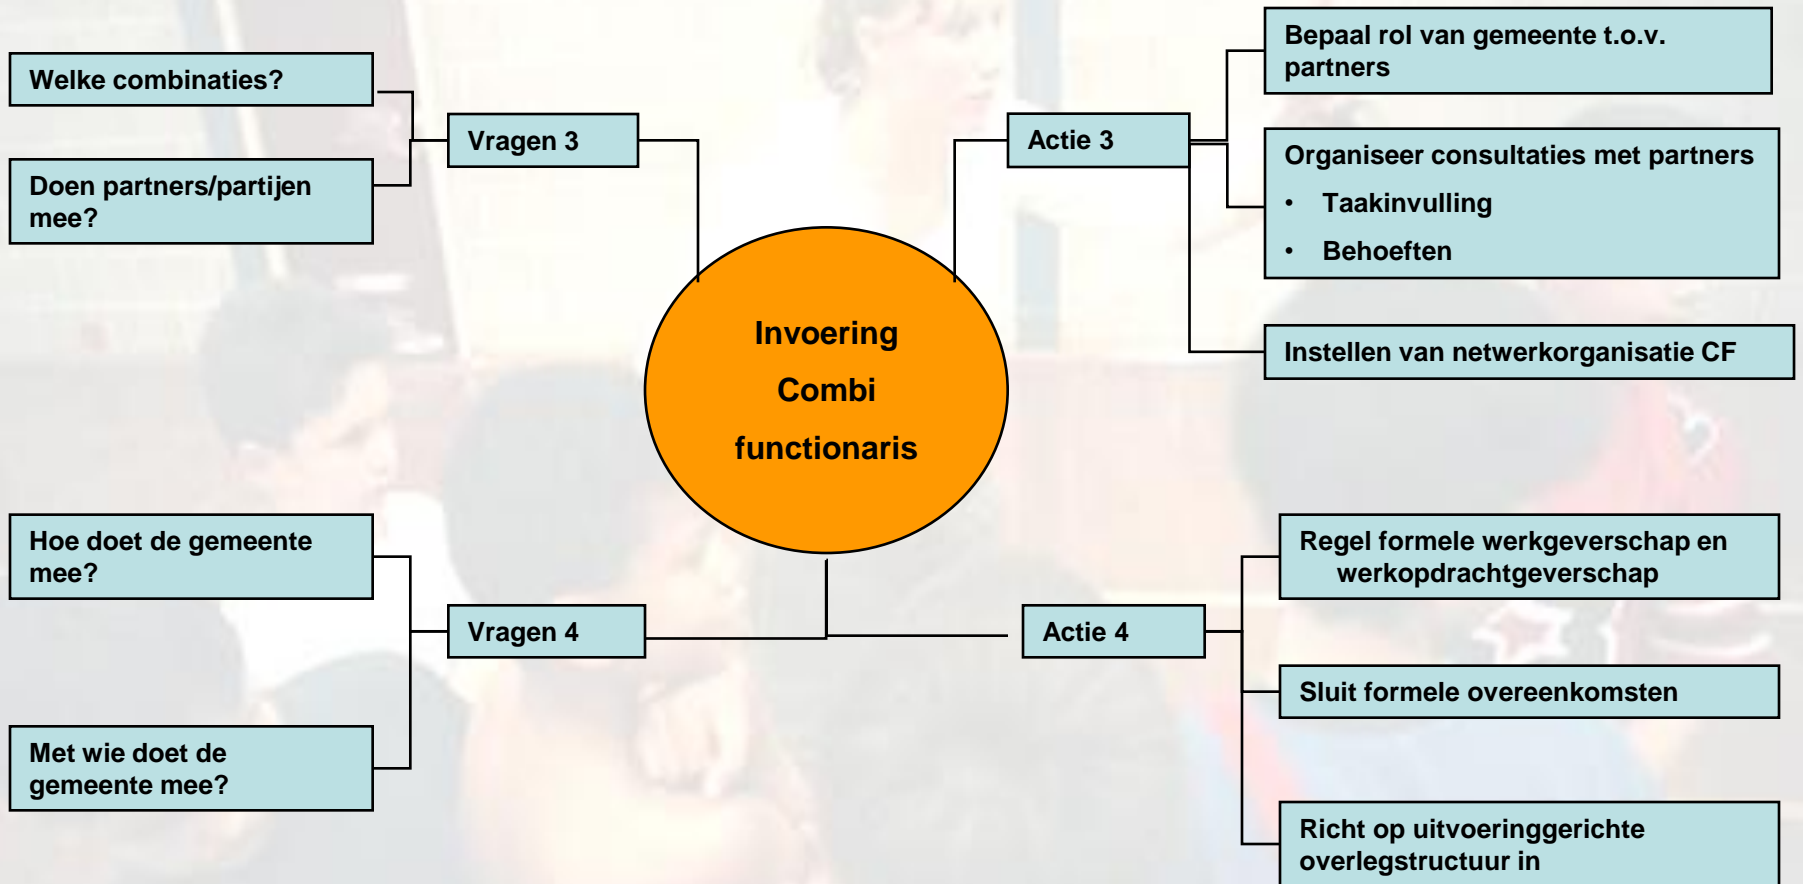 Welke combinaties?
Doen partners/partijen
mee?
Vragen 3
Actie 3
Bepaal rol van gemeente t.o.v.
partners
Organiseer consultaties met partners
• Taakinvulling
• Behoeften
Instellen van netwerkorganisatie CF
Invoering
Combi
functionaris
Hoe doet de gemeente
mee?
Met wie doet de
gemeente mee?
Vragen 4
Actie 4
Regel formele werkgeverschap en
werkopdrachtgeverschap
Sluit formele overeenkomsten
Richt op uitvoeringgerichte
overlegstructuur in